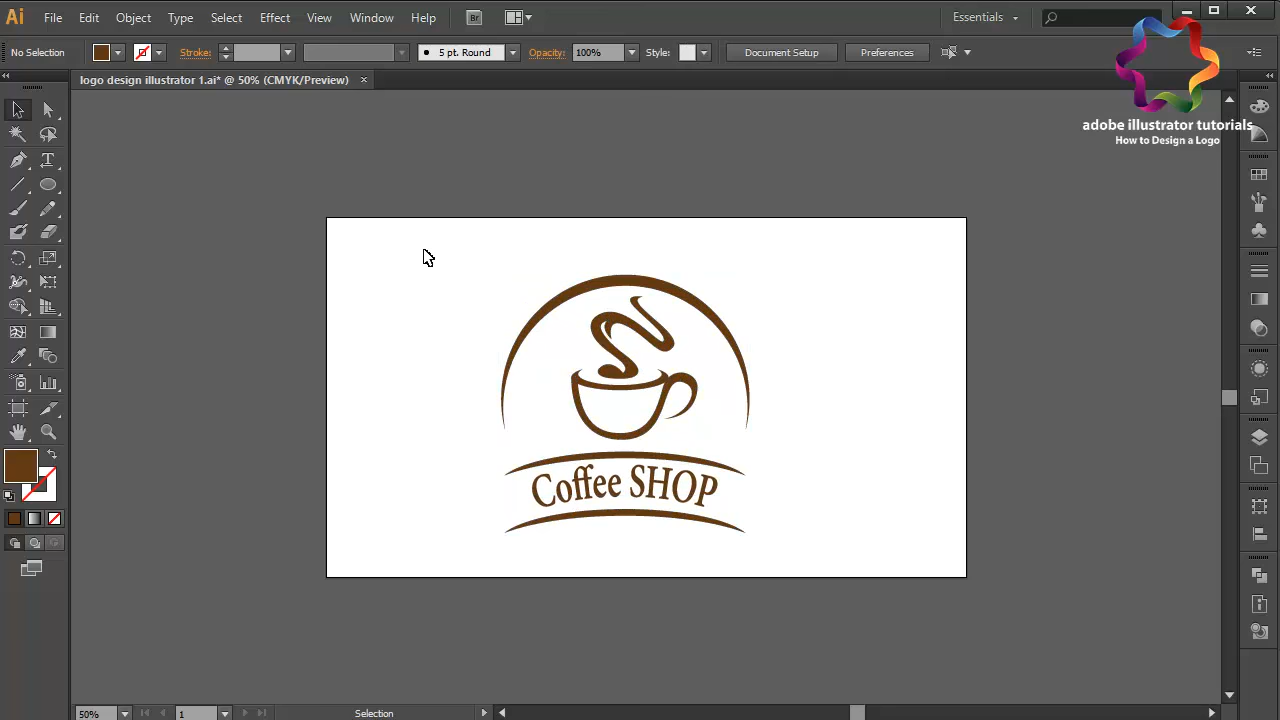 Ai File Edit Object Type Select Effect View Window Help Br Essentials
No Selection Stroke: 5 pt. Round Opacity: 100% Style: Document Setup Preferences
logo design illustrator 1.ai* @ 50% (CMYK/Preview) ×
adobe illustrator tutorials
How to Design a Logo
Coffee SHOP
50% 1 Selection